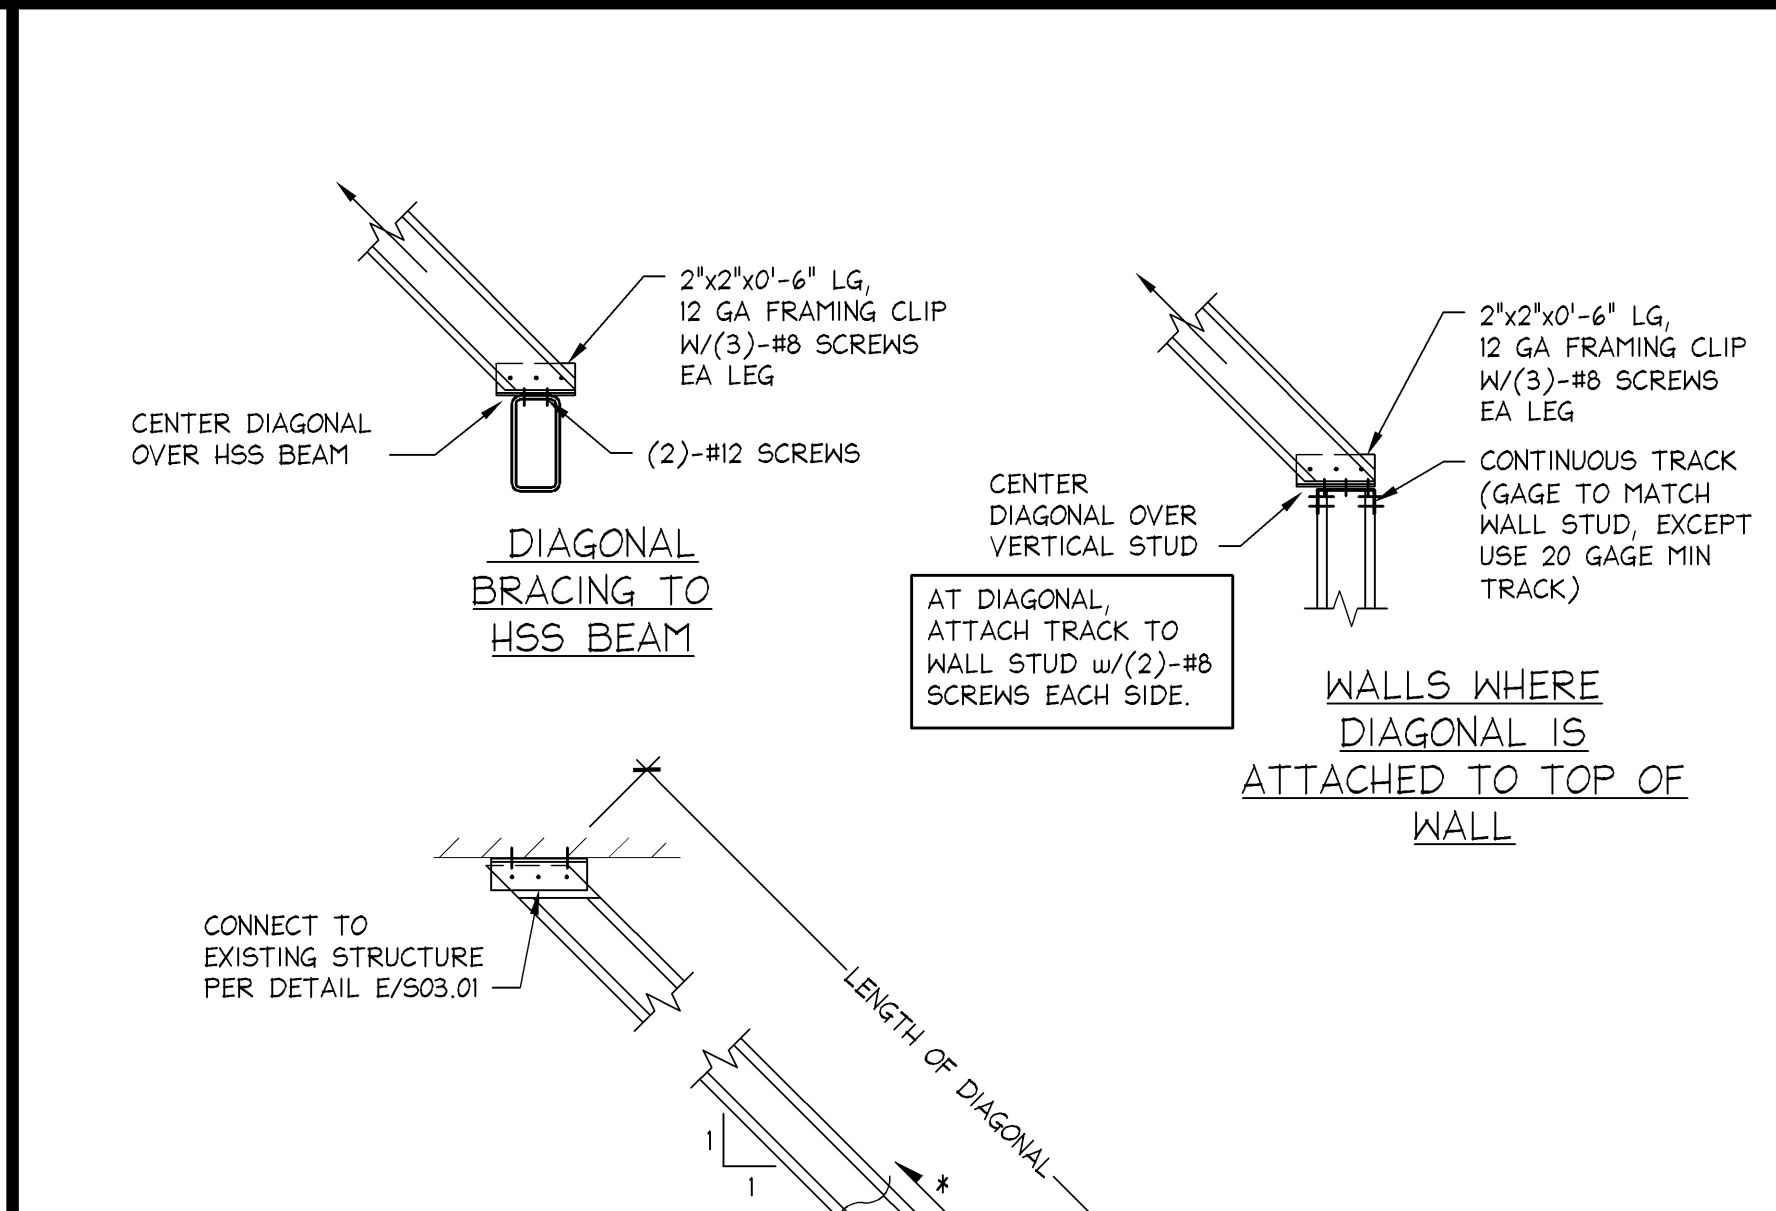 2"x2"x0'-6" LG,
12 GA FRAMING CLIP
W/(3)-#8 SCREWS
EA LEG
CENTER DIAGONAL
OVER HSS BEAM
(2)-#12 SCREWS
DIAGONAL
BRACING TO
HSS BEAM
2"x2"x0'-6" LG,
12 GA FRAMING CLIP
W/(3)-#8 SCREWS
EA LEG
CONTINUOUS TRACK
(GAGE TO MATCH
WALL STUD, EXCEPT
USE 20 GAGE MIN
TRACK)
CENTER
DIAGONAL OVER
VERTICAL STUD
AT DIAGONAL,
ATTACH TRACK TO
WALL STUD w/(2)-#8
SCREWS EACH SIDE.
WALLS WHERE
DIAGONAL IS
ATTACHED TO TOP OF
WALL
CONNECT TO
EXISTING STRUCTURE
PER DETAIL E/S03.01
LENGTH OF DIAGONAL
1
1
*